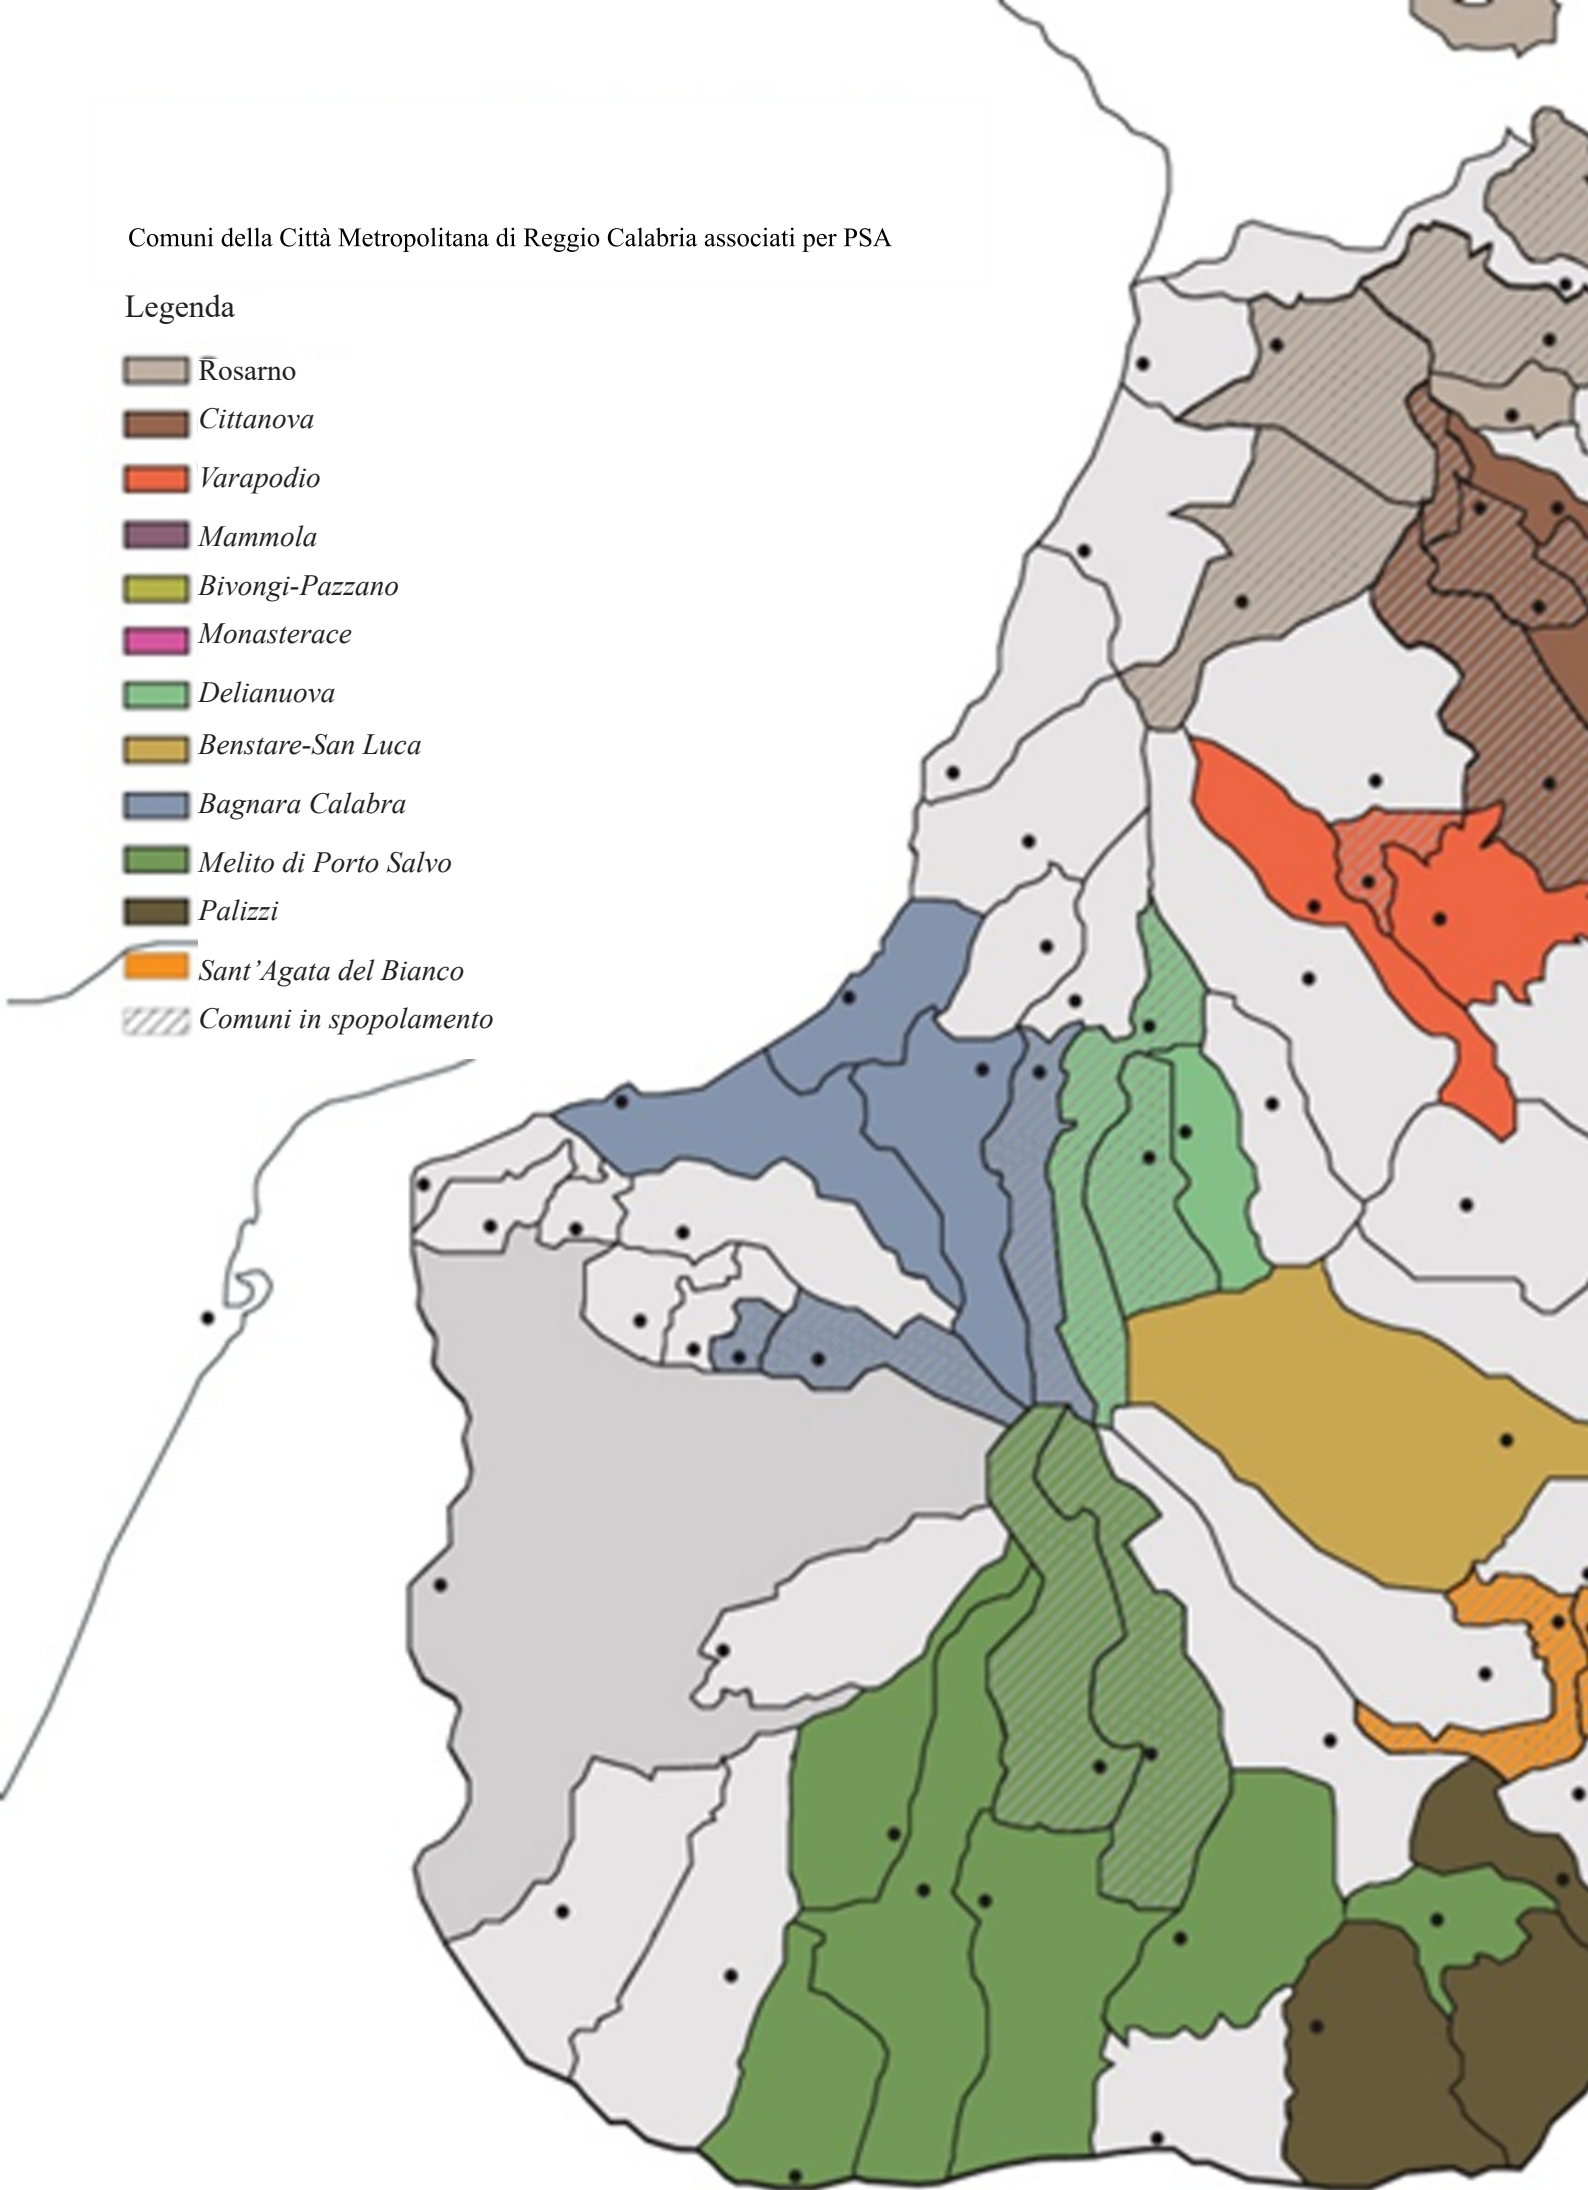 Comuni della Città Metropolitana di Reggio Calabria associati per PSA
Legenda
Rosarno
Cittanova
Varapodio
Mammola
Bivongi-Pazzano
Monasterace
Delianuova
Benstare-San Luca
Bagnara Calabra
Melito di Porto Salvo
Palizzi
Sant’Agata del Bianco
Comuni in spopolamento